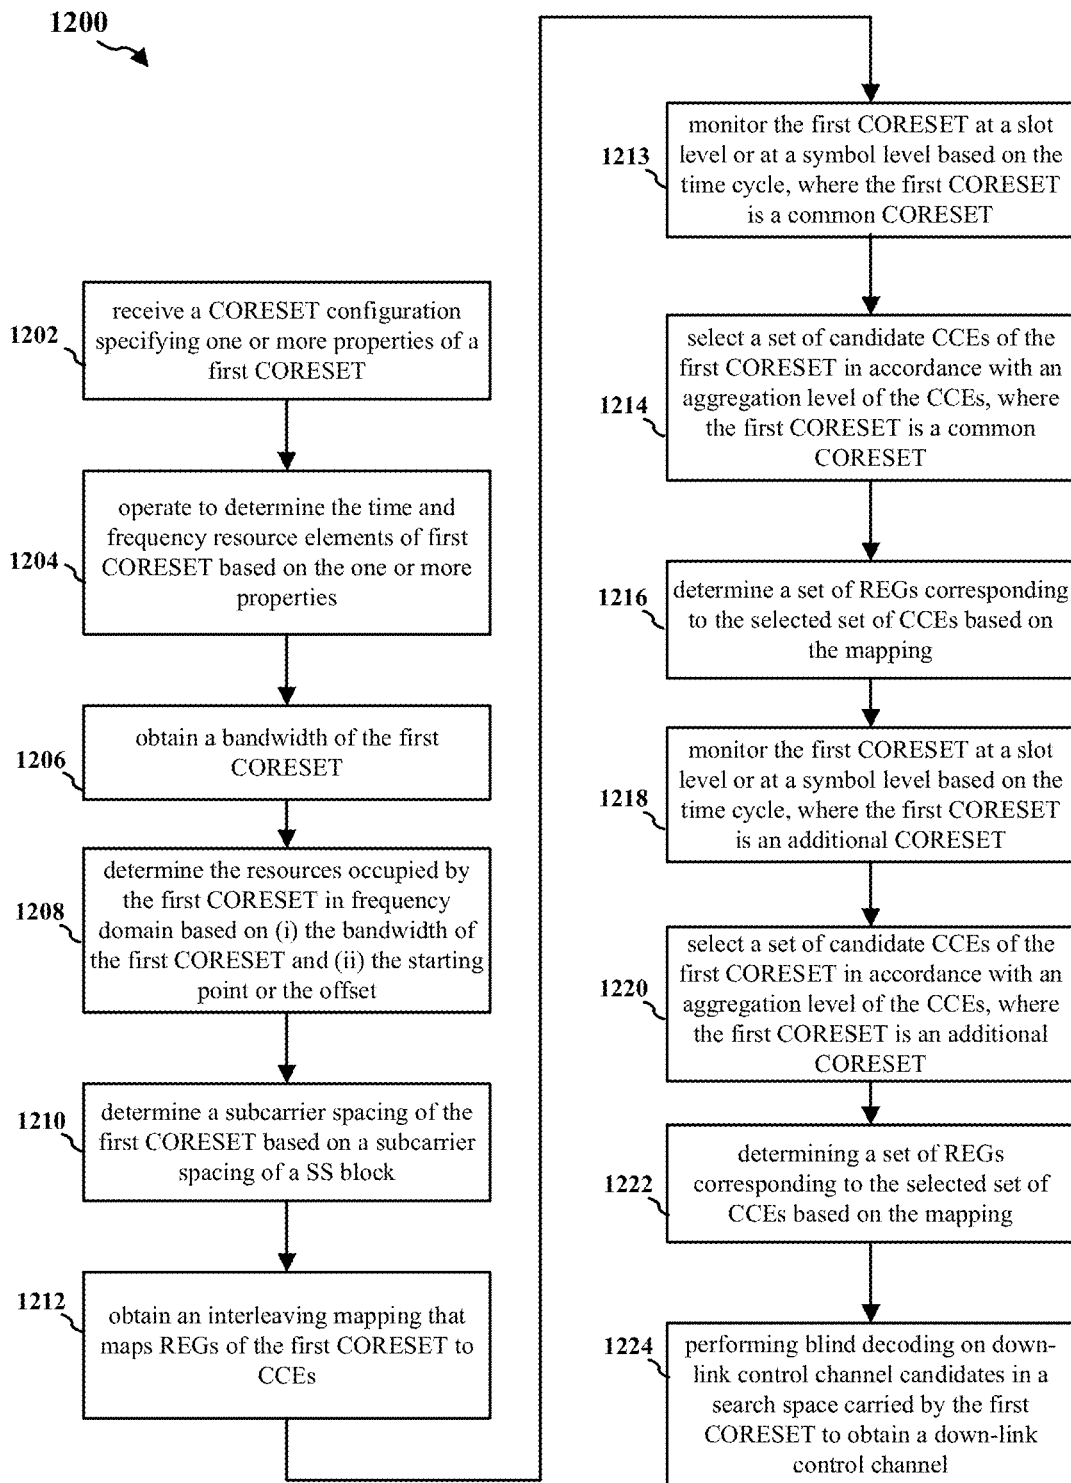 1200
1202
receive a CORESET configuration
specifying one or more properties of a
first CORESET
1204
operate to determine the time and
frequency resource elements of first
CORESET based on the one or more
properties
1206
obtain a bandwidth of the first
CORESET
1208
determine the resources occupied by
the first CORESET in frequency
domain based on (i) the bandwidth of
the first CORESET and (ii) the starting
point or the offset
1210
determine a subcarrier spacing of the
first CORESET based on a subcarrier
spacing of a SS block
1212
obtain an interleaving mapping that
maps REGs of the first CORESET to
CCEs
1213
monitor the first CORESET at a slot
level or at a symbol level based on the
time cycle, where the first CORESET
is a common CORESET
1214
select a set of candidate CCEs of the
first CORESET in accordance with an
aggregation level of the CCEs, where
the first CORESET is a common
CORESET
1216
determine a set of REGs corresponding
to the selected set of CCEs based on
the mapping
1218
monitor the first CORESET at a slot
level or at a symbol level based on the
time cycle, where the first CORESET
is an additional CORESET
1220
select a set of candidate CCEs of the
first CORESET in accordance with an
aggregation level of the CCEs, where
the first CORESET is an additional
CORESET
1222
determining a set of REGs
corresponding to the selected set of
CCEs based on the mapping
1224
performing blind decoding on down-
link control channel candidates in a
search space carried by the first
CORESET to obtain a down-link
control channel